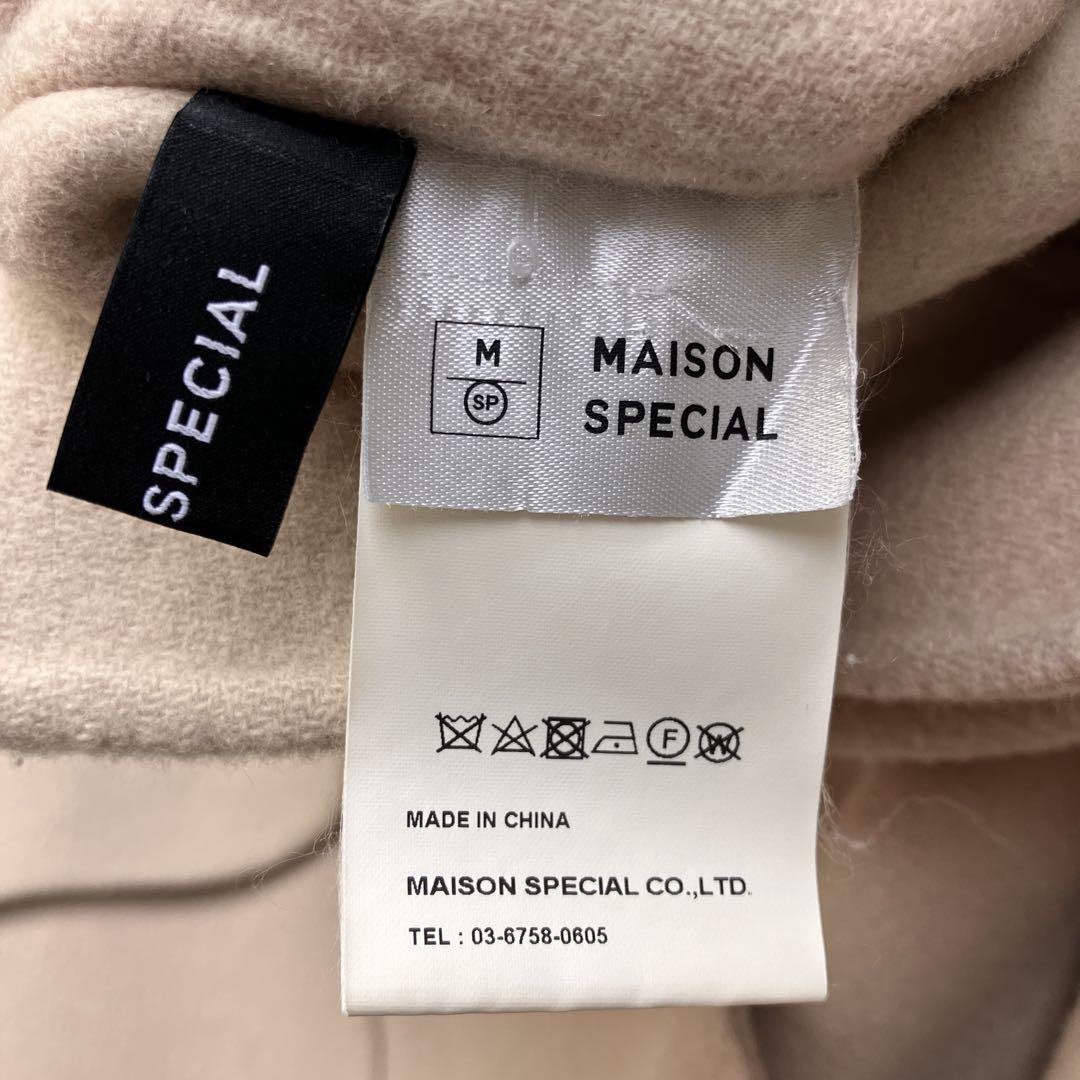 SPECIAL
M
SP
MAISON
SPECIAL
F
W
MADE IN CHINA
MAISON SPECIAL CO.,LTD.
TEL : 03-6758-0605